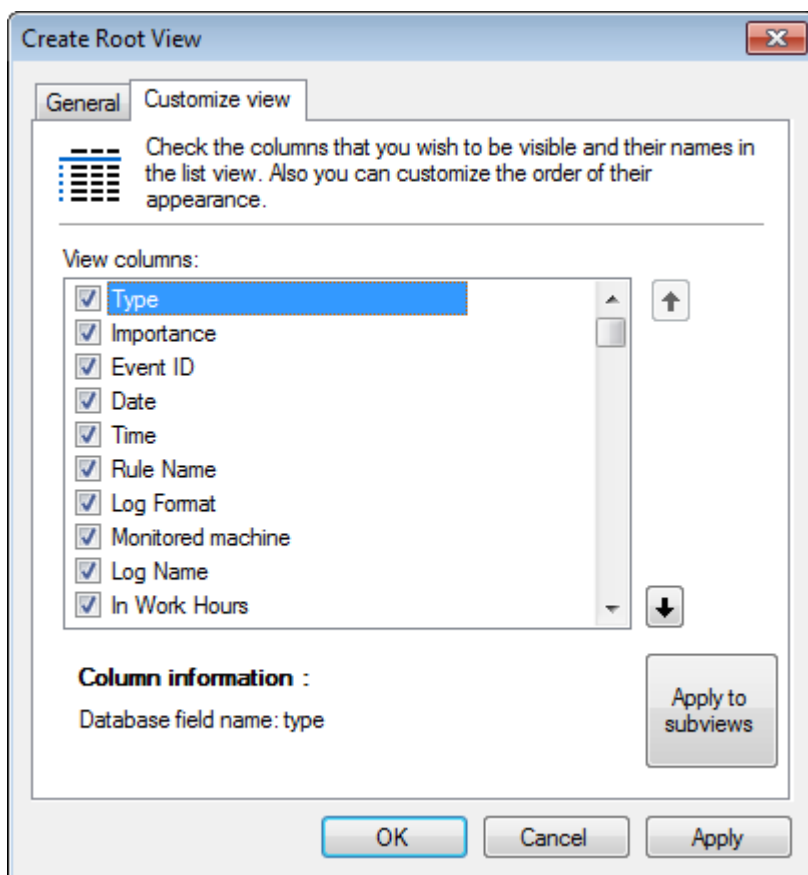 Create Root View
General
Customize view
Check the columns that you wish to be visible and their names in
the list view. Also you can customize the order of their
appearance.
View columns:
Type
Importance
Event ID
Date
Time
Rule Name
Log Format
Monitored machine
Log Name
In Work Hours
Column information :
Database field name: type
Apply to
subviews
OK
Cancel
Apply